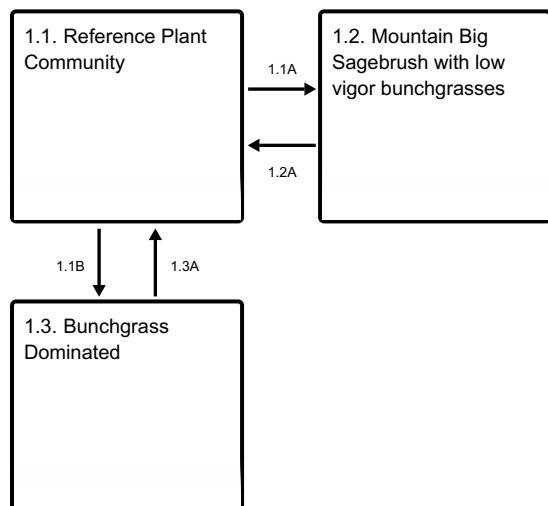 1.1. Reference Plant
Community
1.1A
1.2. Mountain Big
Sagebrush with low
vigor bunchgrasses
1.2A
1.1B
1.3A
1.3. Bunchgrass
Dominated